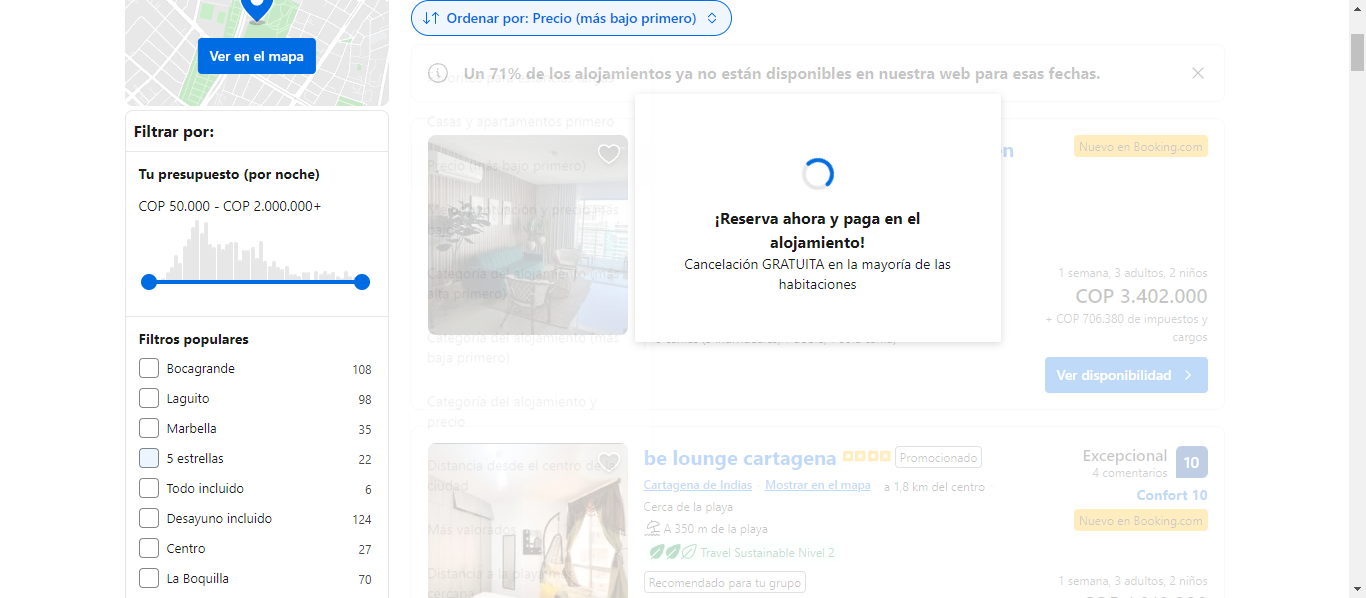 Ver en el mapa
Filtrar por:
Tu presupuesto (por noche)
COP 50.000 - COP 2.000.000+
Filtros populares
Bocagrande 108
Laguito 98
Marbella 35
5 estrellas 22
Todo incluido 6
Desayuno incluido 124
Centro 27
La Boquilla 70
Ordenar por: Precio (más bajo primero)
Un 71% de los alojamientos ya no están disponibles en nuestra web para esas fechas.
Casas y apartamentos primero
Precio (más bajo primero)
Categoría del alojamiento (más
alta primero)
Categoría del alojamiento (más
baja primero)
Categoría del alojamiento y
precio
Distancia desde el centro de la
ciudad
Más valorados
Distancia a la playa más
cercana
¡Reserva ahora y paga en el
alojamiento!
Cancelación GRATUITA en la mayoría de las
habitaciones
Nuevo en Booking.com
1 semana, 3 adultos, 2 niños
COP 3.402.000
+ COP 706.380 de impuestos y
cargos
Ver disponibilidad
be lounge cartagena
Promocionado
Cartagena de Indias Mostrar en el mapa a 1,8 km del centro
Cerca de la playa
A 350 m de la playa
Travel Sustainable Nivel 2
Recomendado para tu grupo
Excepcional 10
4 comentarios
Confort 10
Nuevo en Booking.com
1 semana, 3 adultos, 2 niños